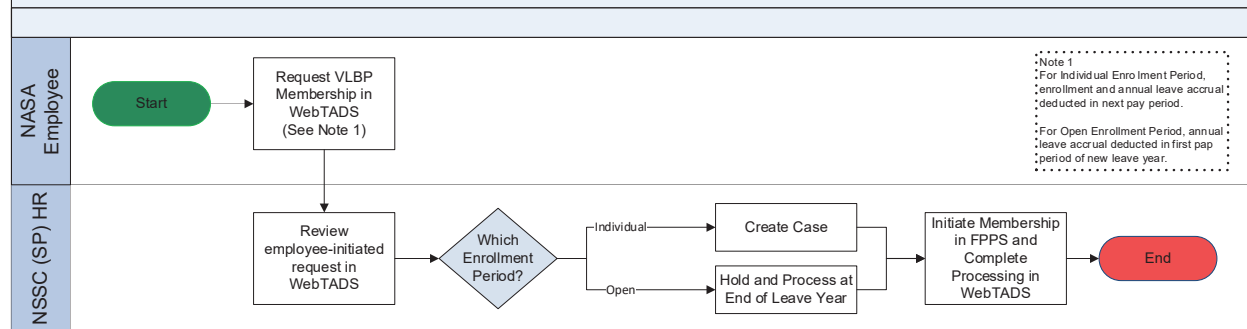 NASA
Employee
Start
Request VLBP
Membership in
WebTADS
(See Note 1)
Note 1
For Individual Enrolment Period,
enrollment and annual leave accrual
deducted in next pay period.
For Open Enrollment Period, annual
leave accrual deducted in first pap
period of new leave year.
NSSC (SP) HR
Review
employee-initiated
request in
WebTADS
Which
Enrollment
Period?
Individual
Open
Create Case
Hold and Process at
End of Leave Year
Initiate Membership
in FPPS and
Complete
Processing in
WebTADS
End